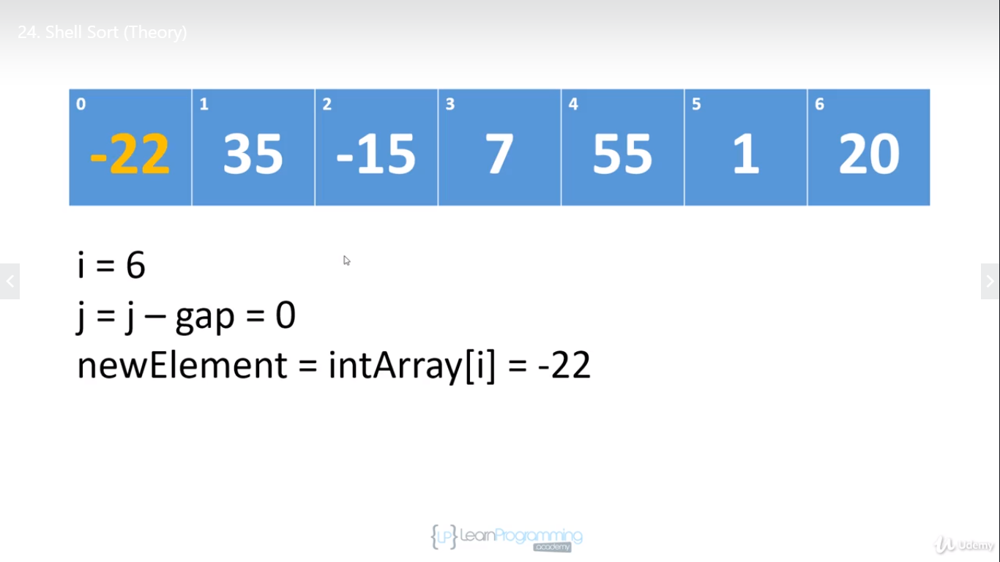 24. Shell Sort (Theory)
0 1 2 3 4 5 6
-22 35 -15 7 55 1 20
i = 6
j = j – gap = 0
newElement = intArray[i] = -22
{LP} LearnProgramming
academy
Udemy